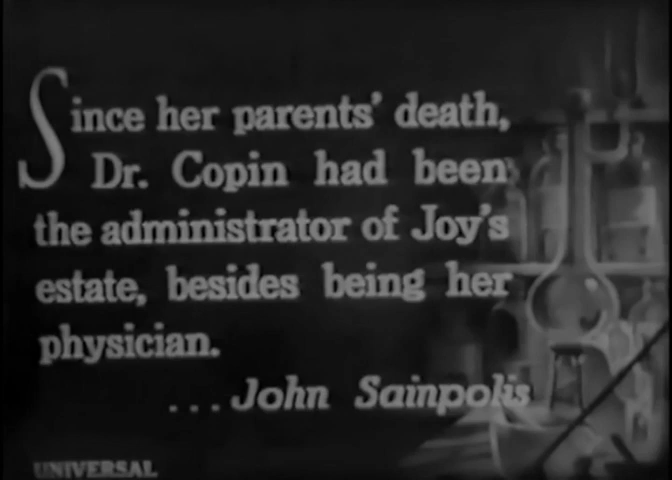 Since her parents' death,
Dr. Copin had been
the administrator of Joy's
estate, besides being her
physician.
...John Sainpolis
UNIVERSAL